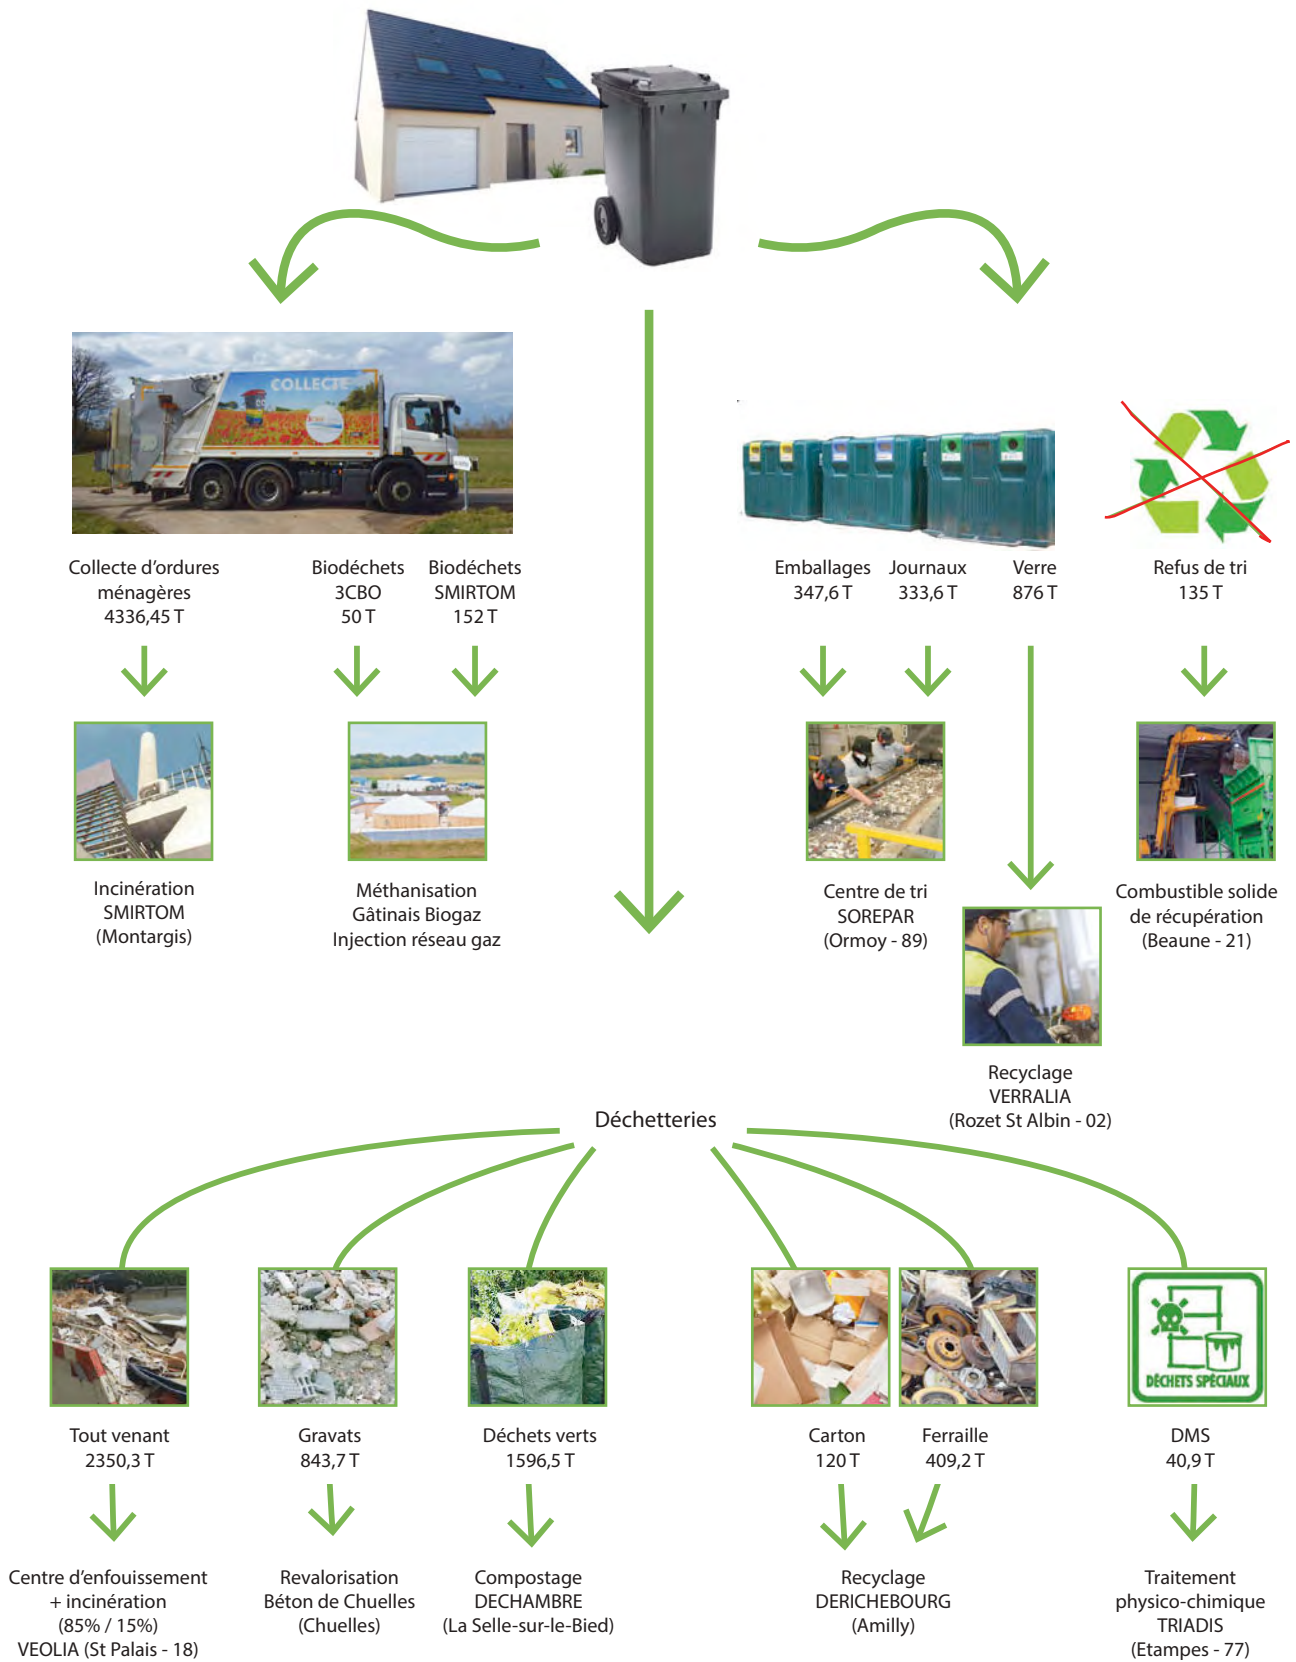 COLLECTE
Collecte d'ordures
ménagères
4336,45 T
Biodéchets
3CBO
50 T
Biodéchets
SMIRTOM
152 T
Emballages
347,6 T
Journaux
333,6 T
Verre
876 T
Refus de tri
135 T
Incinération
SMIRTOM
(Montargis)
Méthanisation
Gâtinais Biogaz
Injection réseau gaz
Centre de tri
SOREPAR
(Ormoy - 89)
Combustible solide
de récupération
(Beaune - 21)
Recyclage
VERRALIA
(Rozet St Albin - 02)
Déchetteries
DÉCHETS SPÉCIAUX
Tout venant
2350,3 T
Gravats
843,7 T
Déchets verts
1596,5 T
Carton
120 T
Ferraille
409,2 T
DMS
40,9 T
Centre d'enfouissement
+ incinération
(85% / 15%)
VEOLIA (St Palais - 18)
Revalorisation
Béton de Chuelles
(Chuelles)
Compostage
DECHAMBRE
(La Selle-sur-le-Bied)
Recyclage
DERICHEBOURG
(Amilly)
Traitement
physico-chimique
TRIADIS
(Etampes - 77)